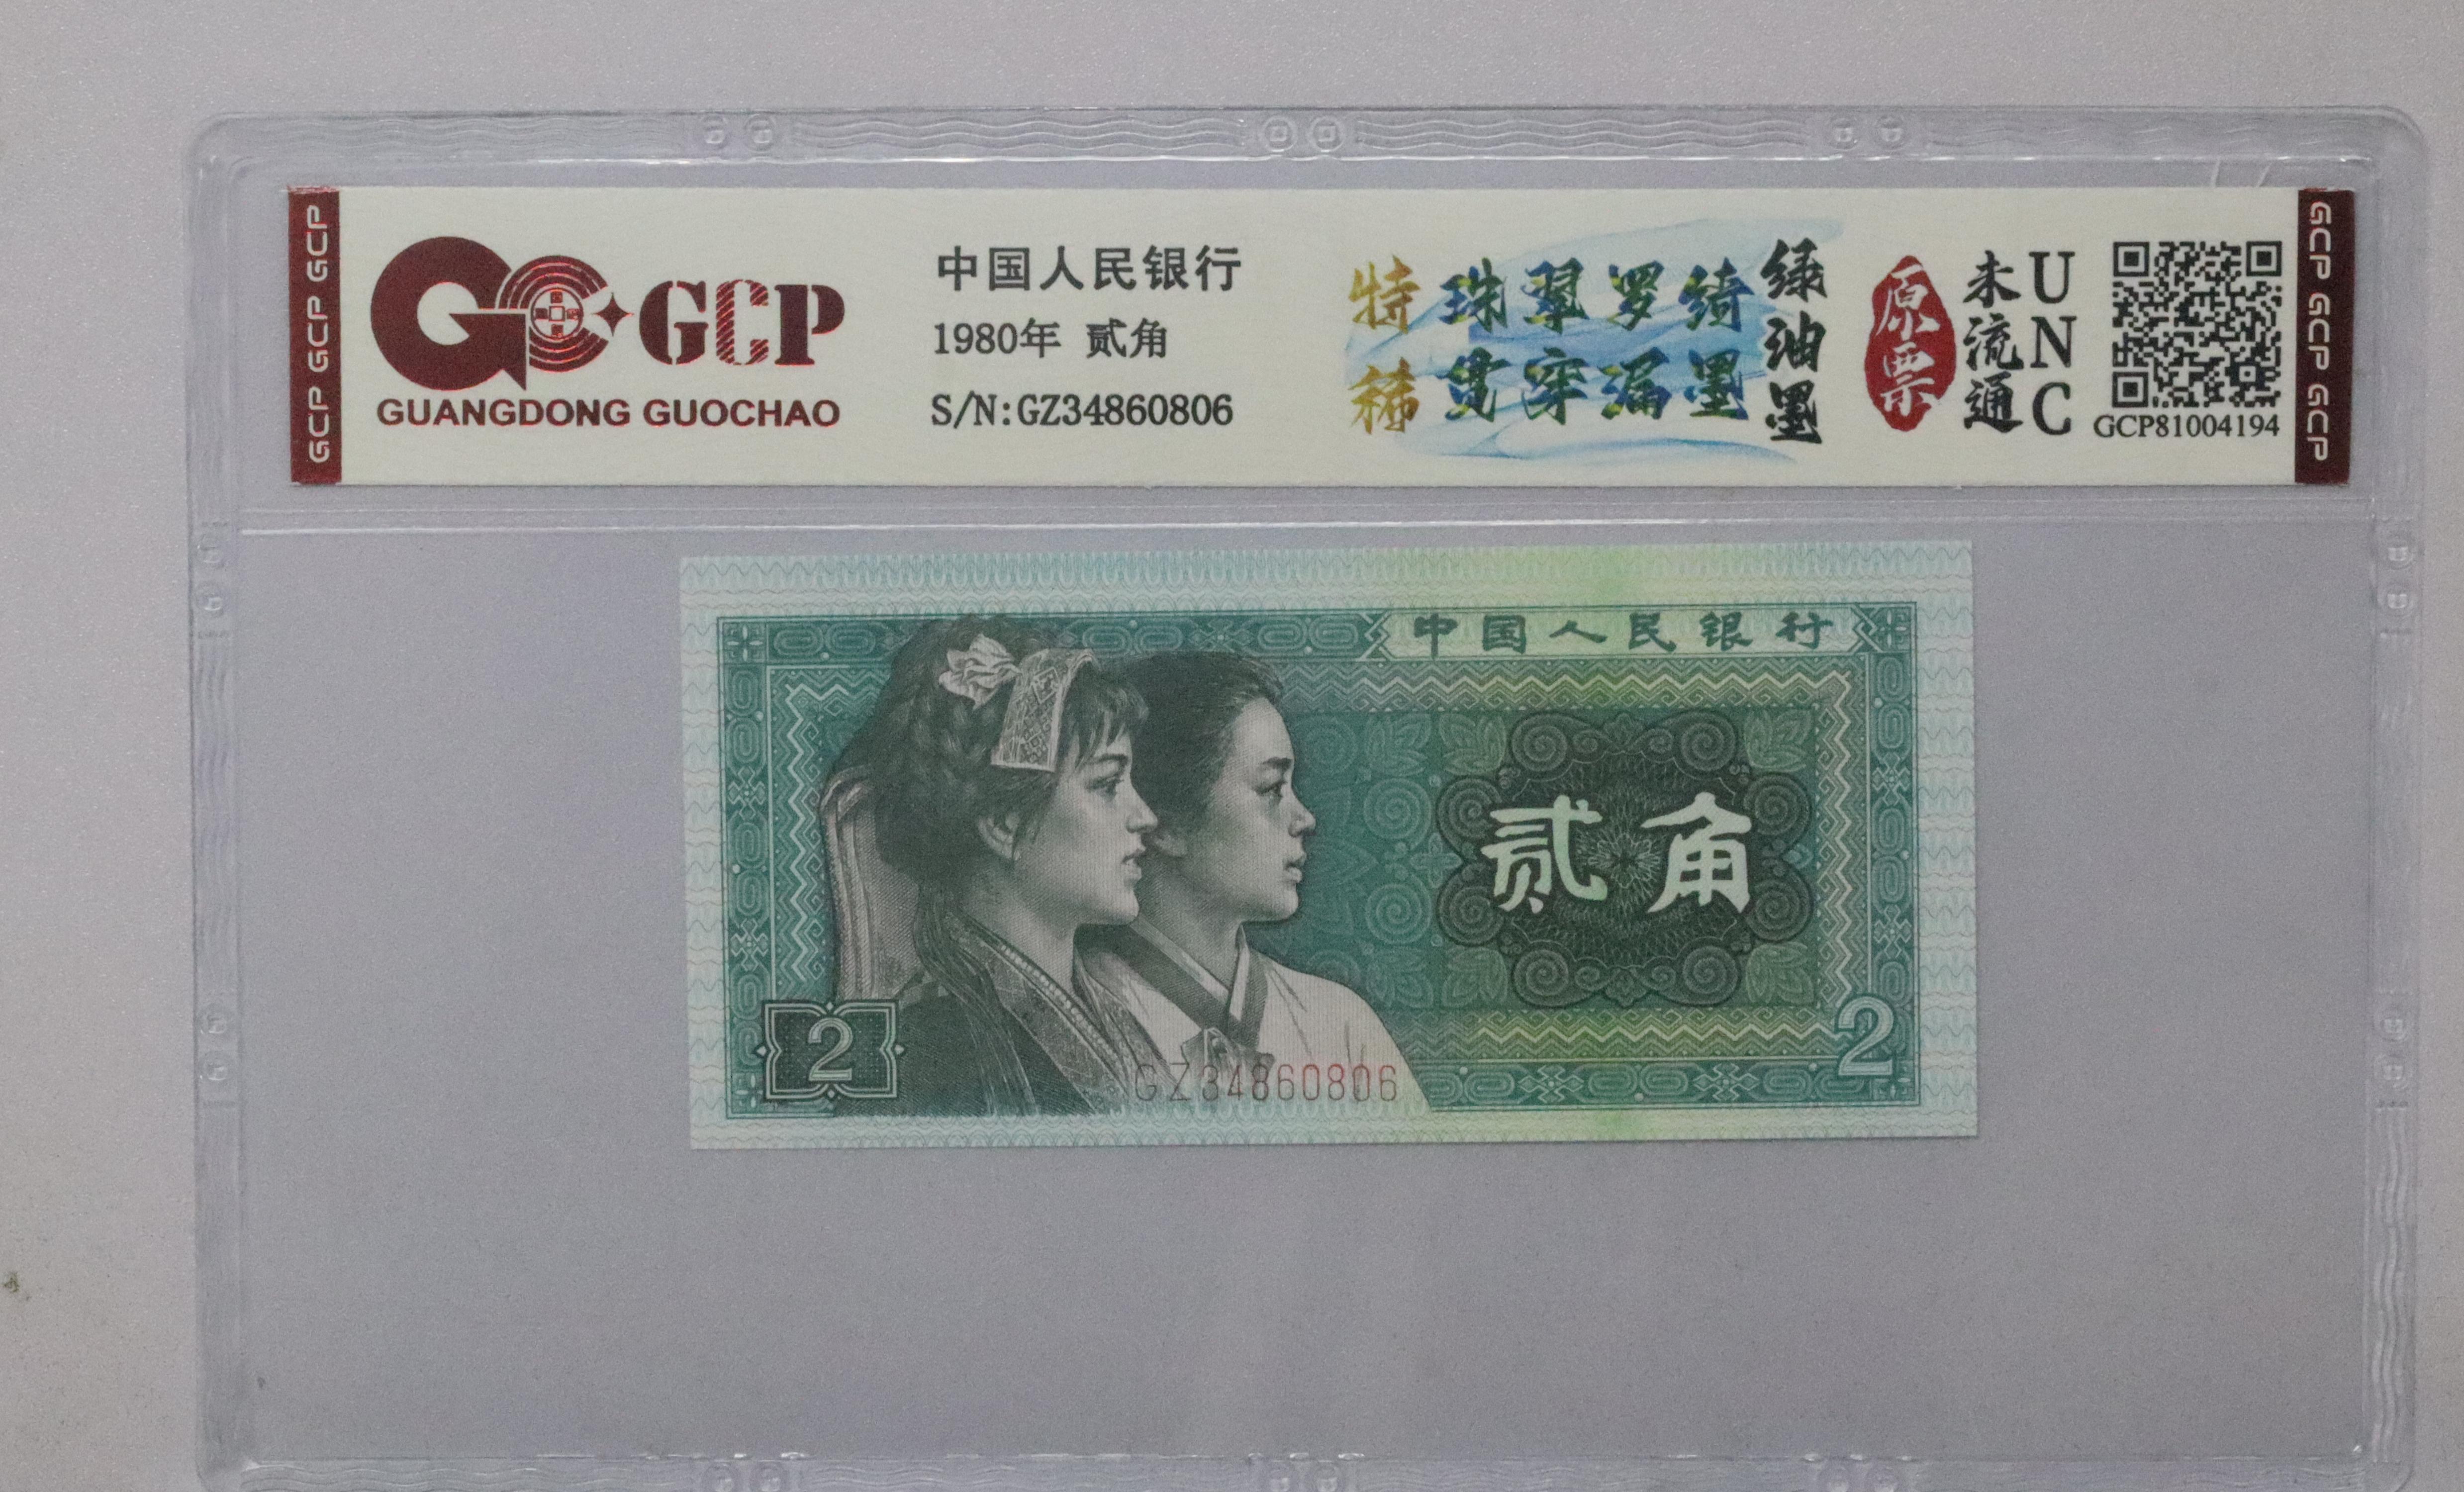 GCP GCP GCP
GCP
GUANGDONG GUOCHAO
中国人民银行
1980年 贰角
S/N:GZ34860806
特稀
珠翠罗绮
贯穿漏墨
绿油墨
原票
未流通
UNC
GCP81004194
GCP GCP GCP
中国人民银行
贰角
2
2
GZ34860806